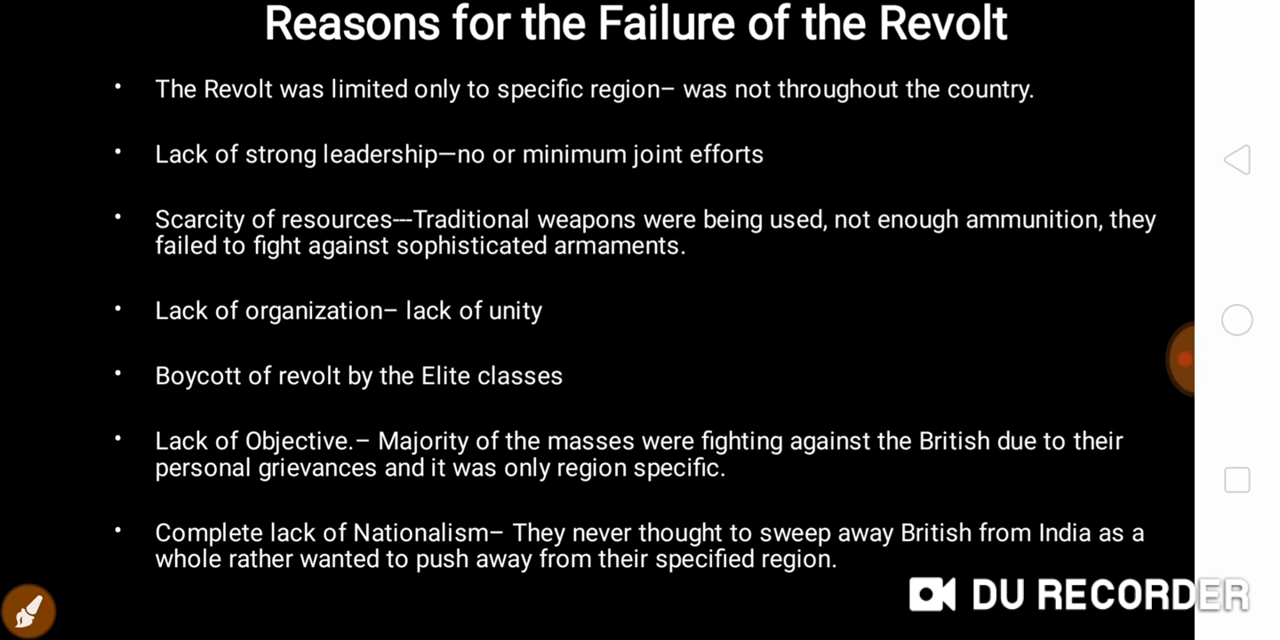 Reasons for the Failure of the Revolt
• The Revolt was limited only to specific region– was not throughout the country.
• Lack of strong leadership—no or minimum joint efforts
• Scarcity of resources---Traditional weapons were being used, not enough ammunition, they
failed to fight against sophisticated armaments.
• Lack of organization– lack of unity
• Boycott of revolt by the Elite classes
• Lack of Objective.– Majority of the masses were fighting against the British due to their
personal grievances and it was only region specific.
• Complete lack of Nationalism– They never thought to sweep away British from India as a
whole rather wanted to push away from their specified region.
DU RECORDER